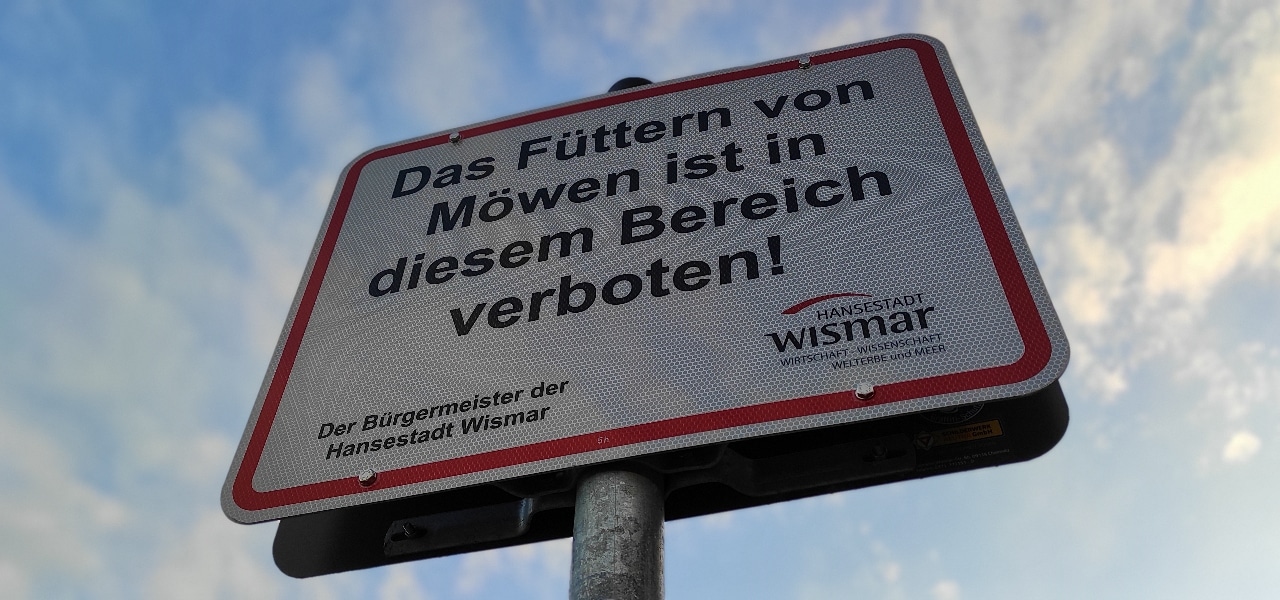 Das Füttern von
Möwen ist in
diesem Bereich
verboten!
HANSESTADT
wismar
WIRTSCHAFT · WISSENSCHAFT
WELTERBE und MEER
Der Bürgermeister der
Hansestadt Wismar